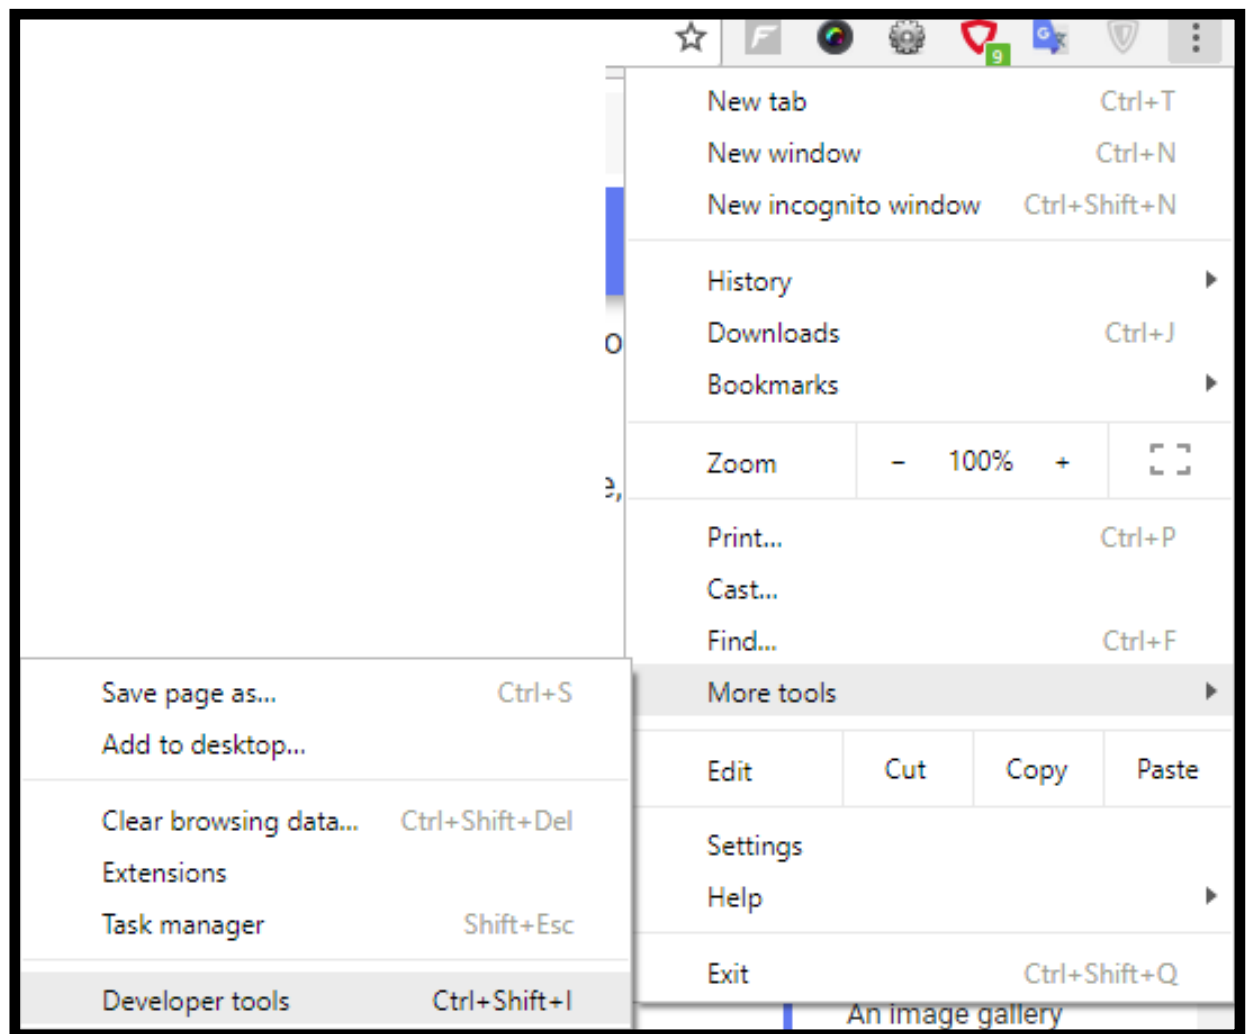 F
9
G
New tab Ctrl+T
New window Ctrl+N
New incognito window Ctrl+Shift+N
History
o
Downloads Ctrl+J
Bookmarks
Zoom - 100% +
e,
Print... Ctrl+P
Cast...
Find... Ctrl+F
More tools
Edit Cut Copy Paste
Settings
Help
Exit Ctrl+Shift+Q
Save page as... Ctrl+S
Add to desktop...
Clear browsing data... Ctrl+Shift+Del
Extensions
Task manager Shift+Esc
Developer tools Ctrl+Shift+I
An image gallery